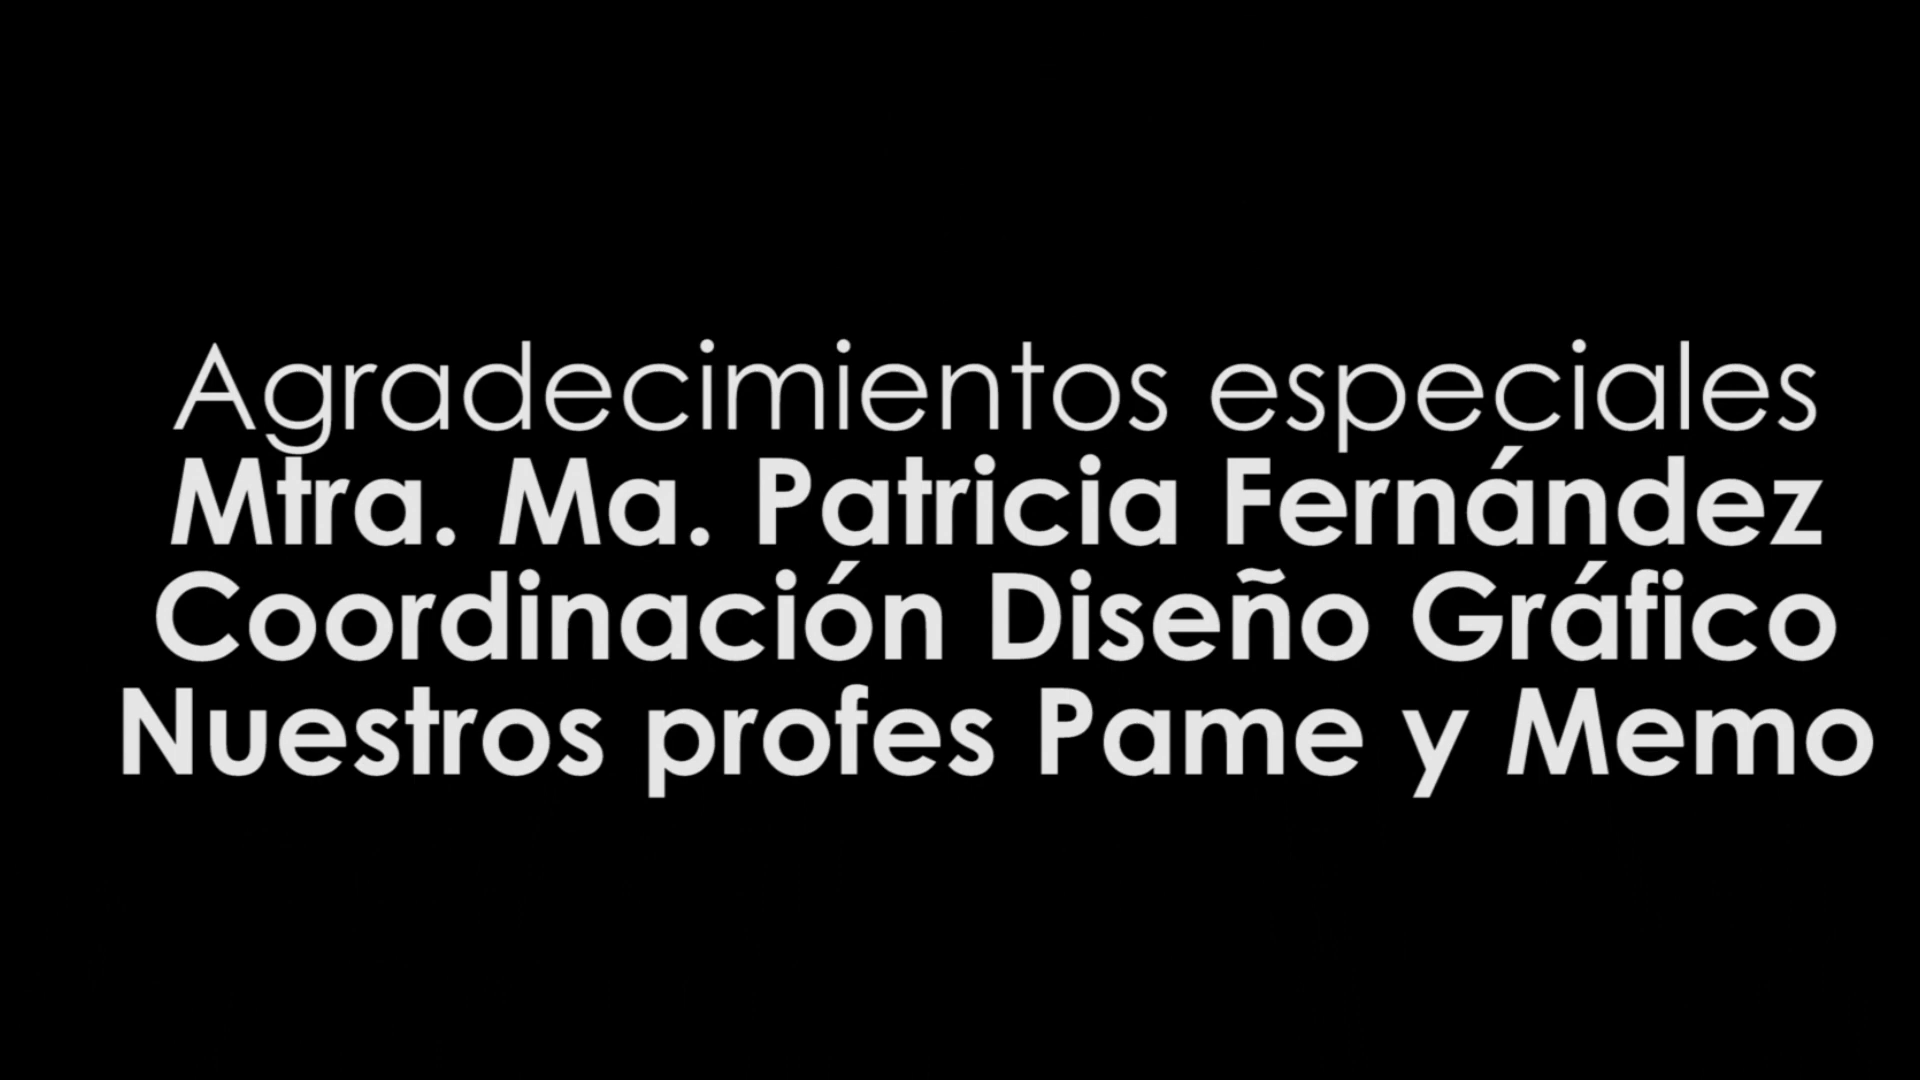 Agradecimientos especiales
Mtra. Ma. Patricia Fernández
Coordinación Diseño Gráfico
Nuestros profes Pame y Memo